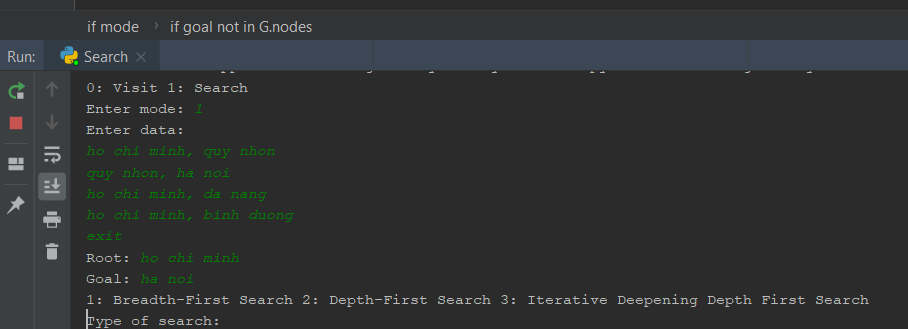 if mode › if goal not in G.nodes
Run: Search ×
0: Visit 1: Search
Enter mode: 1
Enter data:
ho chi minh, quy nhon
quy nhon, ha noi
ho chi minh, da nang
ho chi minh, binh duong
exit
Root: ho chi minh
Goal: ha noi
1: Breadth-First Search 2: Depth-First Search 3: Iterative Deepening Depth First Search
Type of search: